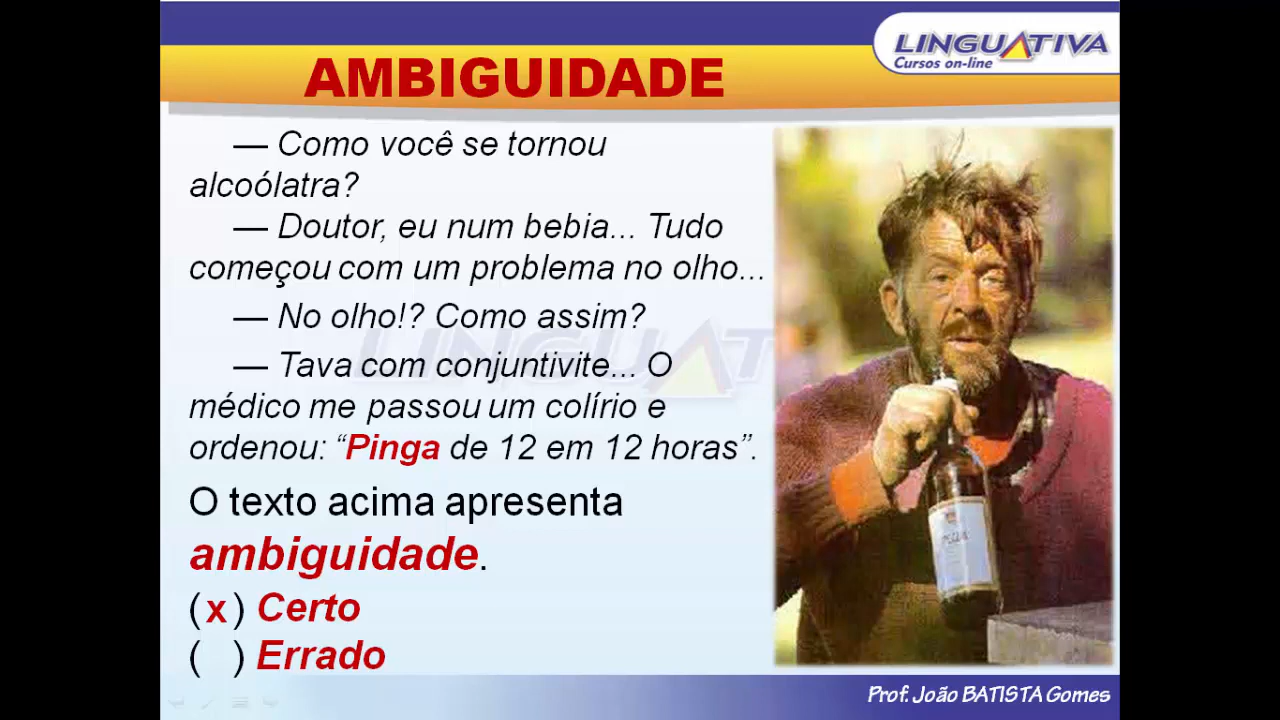 LINGUATIVA
Cursos on-line
AMBIGUIDADE
— Como você se tornou
alcoólatra?
— Doutor, eu num bebia... Tudo
começou com um problema no olho...
— No olho!? Como assim?
— Tava com conjuntivite... O
médico me passou um colírio e
ordenou: “Pinga de 12 em 12 horas”.
O texto acima apresenta
ambiguidade.
( x ) Certo
( ) Errado
Prof. João BATISTA Gomes